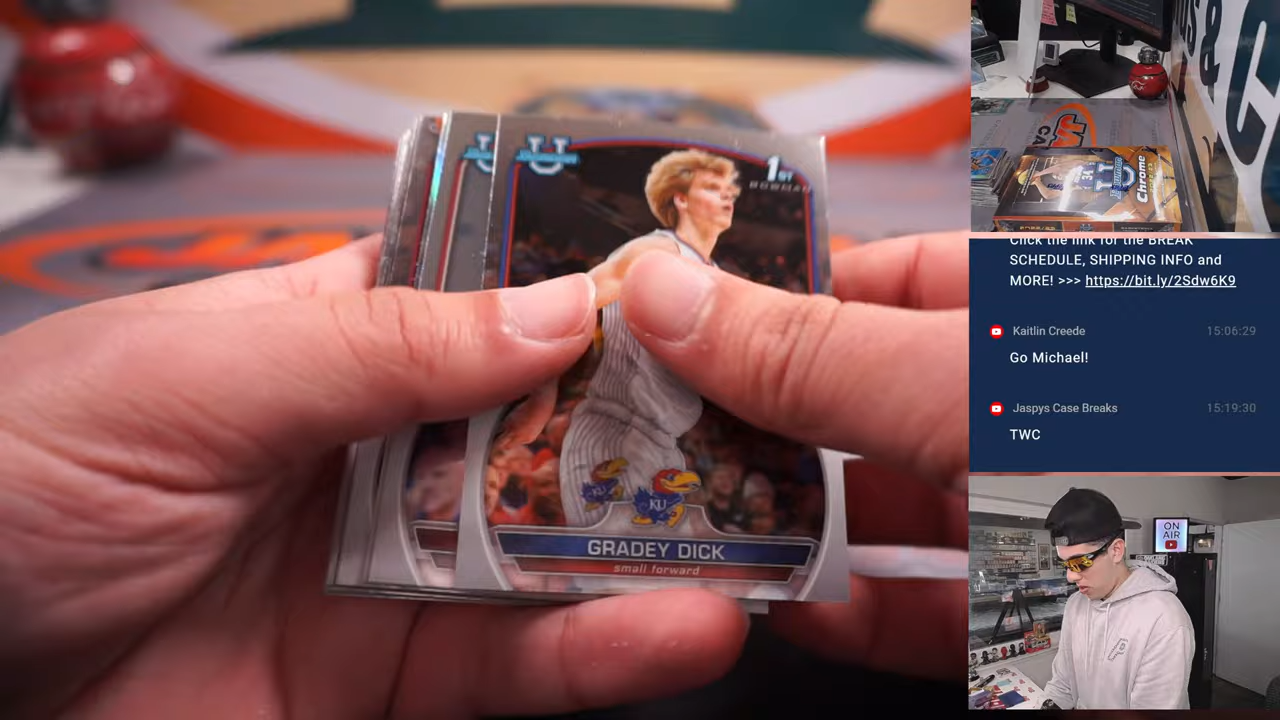 1ST
BOWMAN
KU
GRADEY DICK
small forward
Chrome
34
Click the link for the BREAK
SCHEDULE, SHIPPING INFO and
MORE! >>> https://bit.ly/2Sdw6K9
Kaitlin Creede 15:06:29
Go Michael!
Jaspys Case Breaks 15:19:30
TWC
ON
AIR